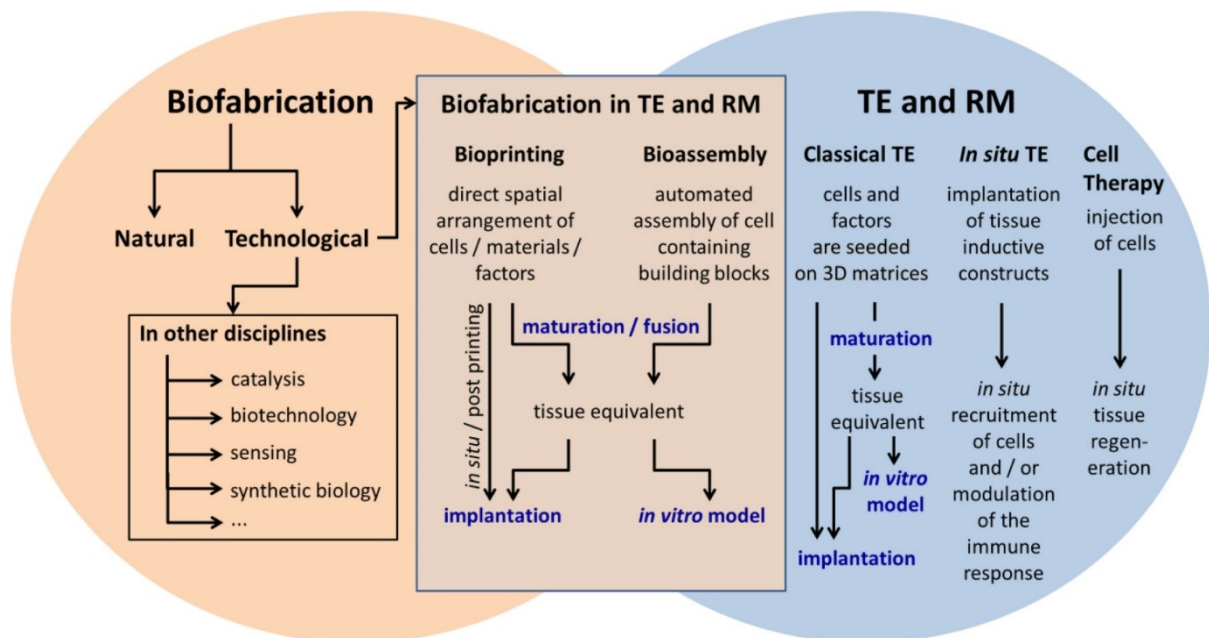 Biofabrication
Natural
Technological
In other disciplines
catalysis
biotechnology
sensing
synthetic biology
...
Biofabrication in TE and RM
Bioprinting
direct spatial
arrangement of
cells / materials /
factors
Bioassembly
automated
assembly of cell
containing
building blocks
in situ / post printing
maturation / fusion
tissue equivalent
implantation
in vitro model
TE and RM
Classical TE
cells and
factors
are seeded
on 3D matrices
maturation
tissue
equivalent
in vitro
model
implantation
In situ TE
implantation
of tissue
inductive
constructs
in situ
recruitment
of cells
and / or
modulation
of the
immune
response
Cell
Therapy
injection
of cells
in situ
tissue
regen-
eration